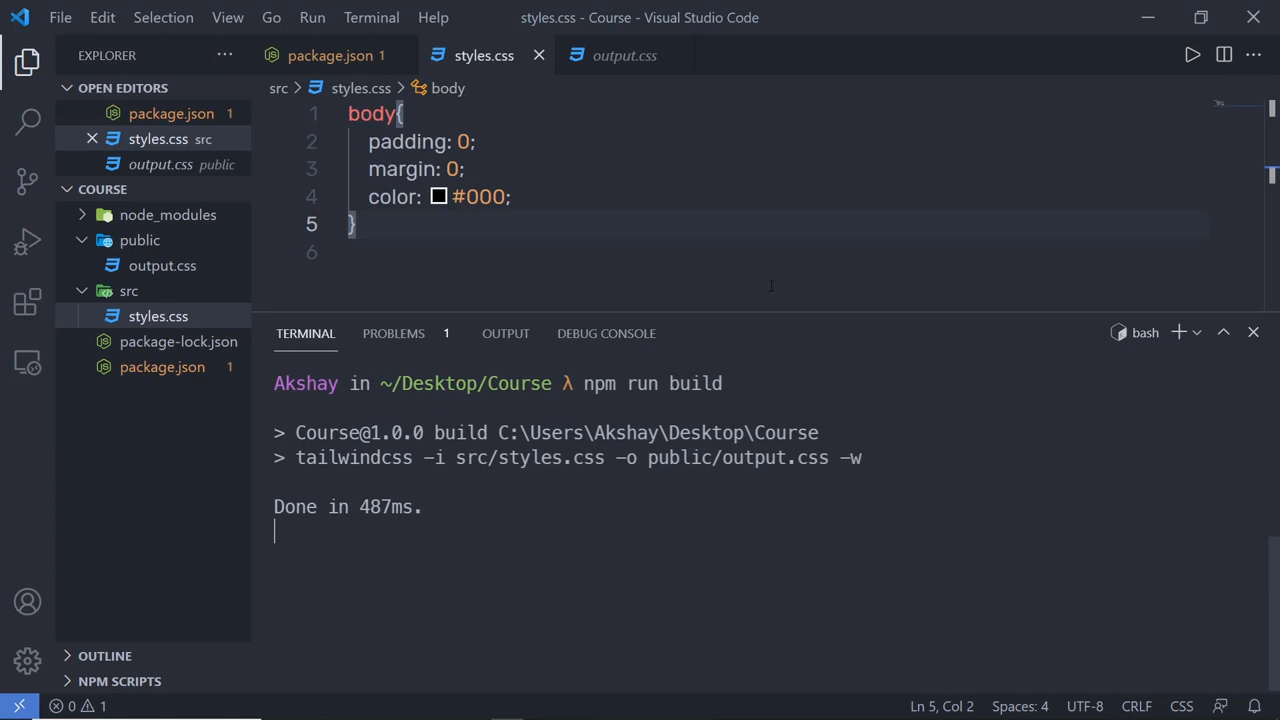 File Edit Selection View Go Run Terminal Help styles.css - Course - Visual Studio Code
EXPLORER ··· package.json 1 styles.css output.css ···
OPEN EDITORS
package.json 1
styles.css src
output.css public
COURSE
node_modules
public
output.css
src
styles.css
package-lock.json
package.json 1
OUTLINE
NPM SCRIPTS
src > styles.css > body
1 body{
2 padding: 0;
3 margin: 0;
4 color: #000;
5 }
6
TERMINAL PROBLEMS 1 OUTPUT DEBUG CONSOLE bash
Akshay in ~/Desktop/Course λ npm run build
> Course@1.0.0 build C:\Users\Akshay\Desktop\Course
> tailwindcss -i src/styles.css -o public/output.css -w
Done in 487ms.
0 1 Ln 5, Col 2 Spaces: 4 UTF-8 CRLF CSS